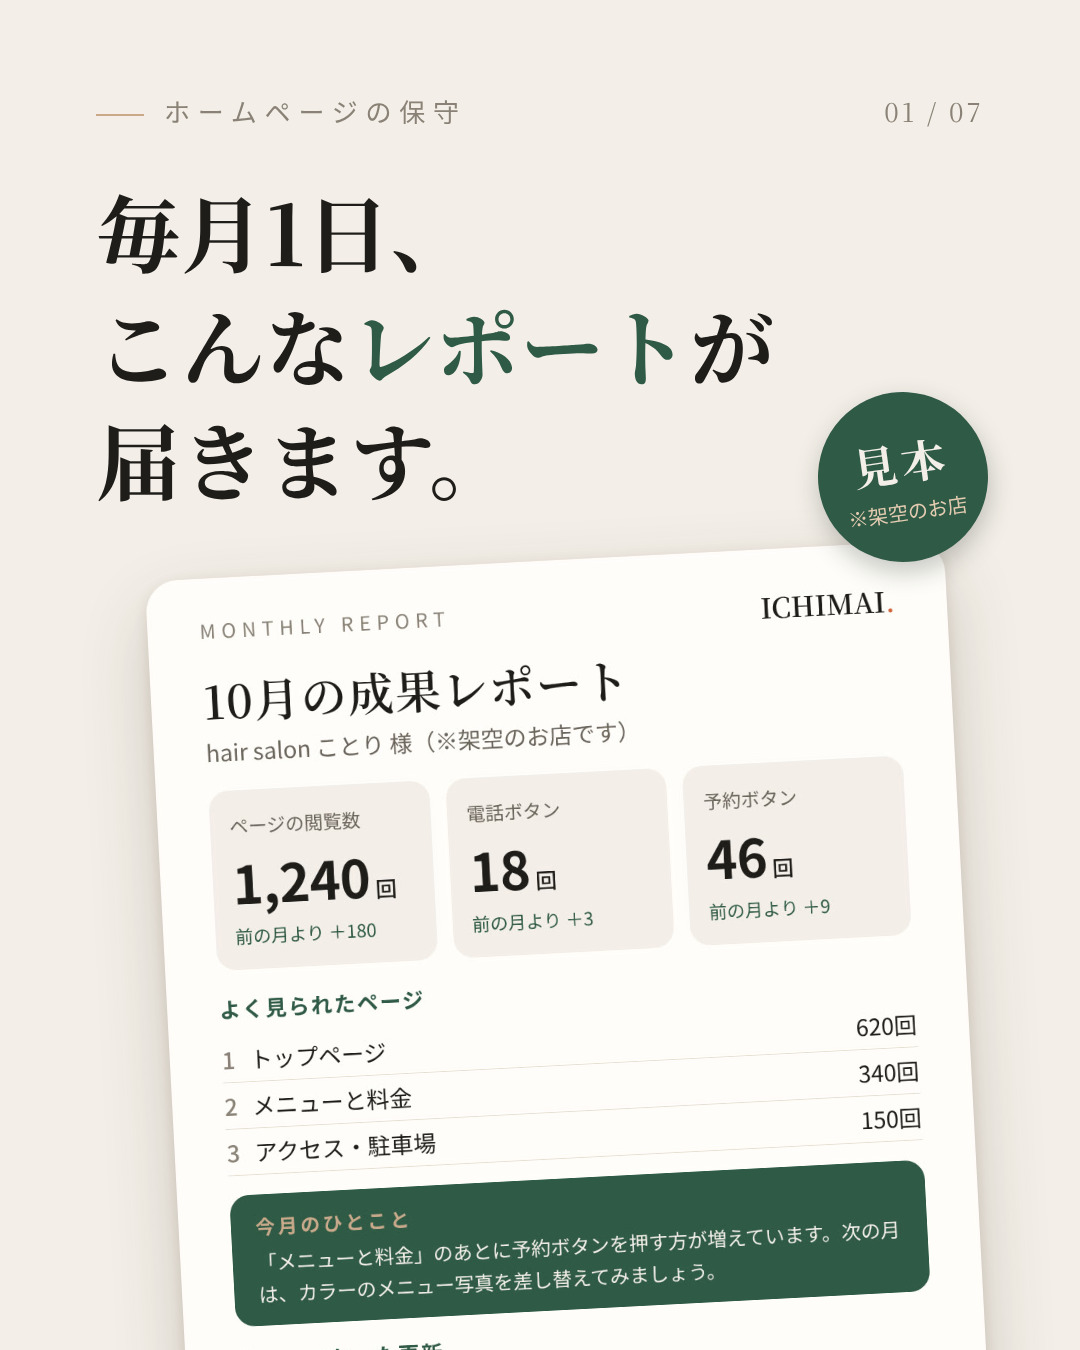 ホームページの保守
01 / 07
毎月1日、
こんなレポートが
届きます。
見本
※架空のお店
MONTHLY REPORT
ICHIMAI.
10月の成果レポート
hair salon ことり 様（※架空のお店です）
ページの閲覧数
1,240回
前の月より ＋180
電話ボタン
18回
前の月より ＋3
予約ボタン
46回
前の月より ＋9
よく見られたページ
1 トップページ 620回
2 メニューと料金 340回
3 アクセス・駐車場 150回
今月のひとこと
「メニューと料金」のあとに予約ボタンを押す方が増えています。次の月
は、カラーのメニュー写真を差し替えてみましょう。